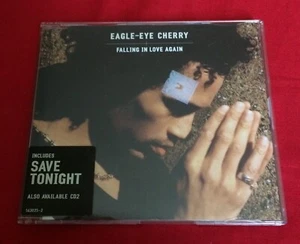 EAGLE-EYE CHERRY
FALLING IN LOVE AGAIN
INCLUDES
SAVE
TONIGHT
ALSO AVAILABLE CD2